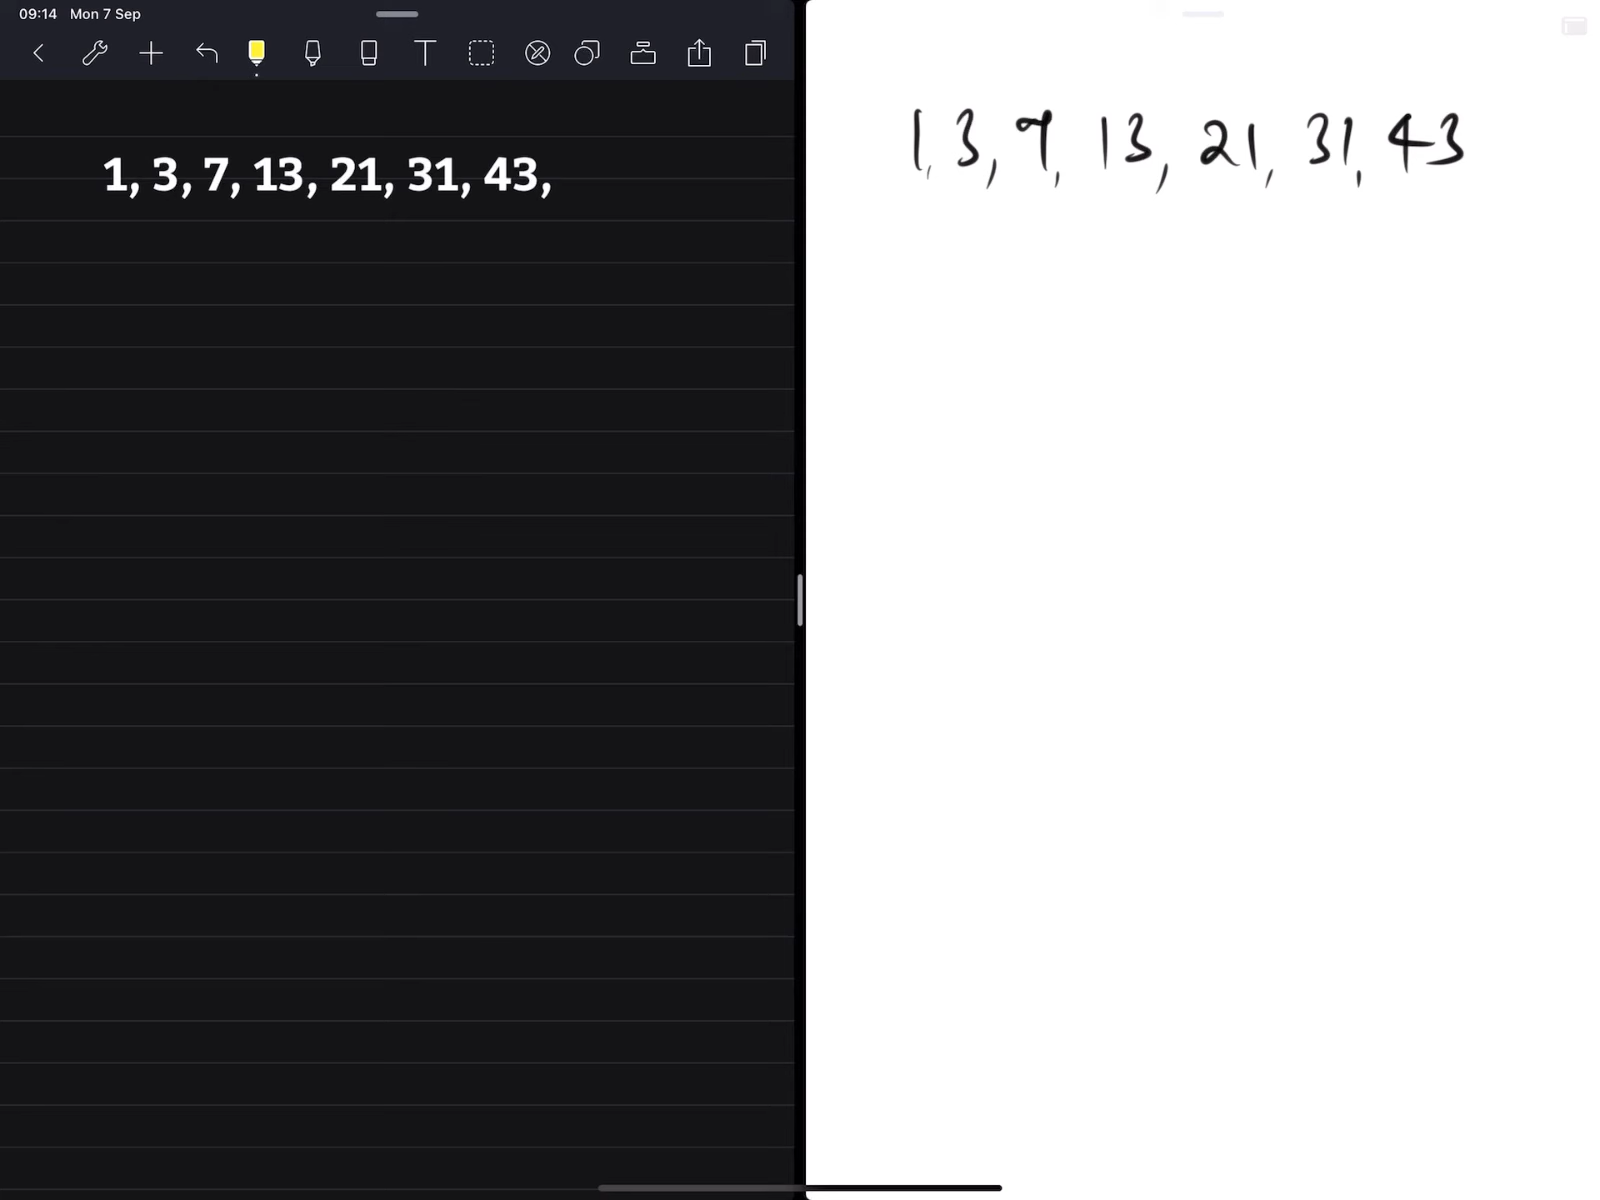 09:14 Mon 7 Sep
1, 3, 7, 13, 21, 31, 43,
1, 3, 7, 13, 21, 31, 43